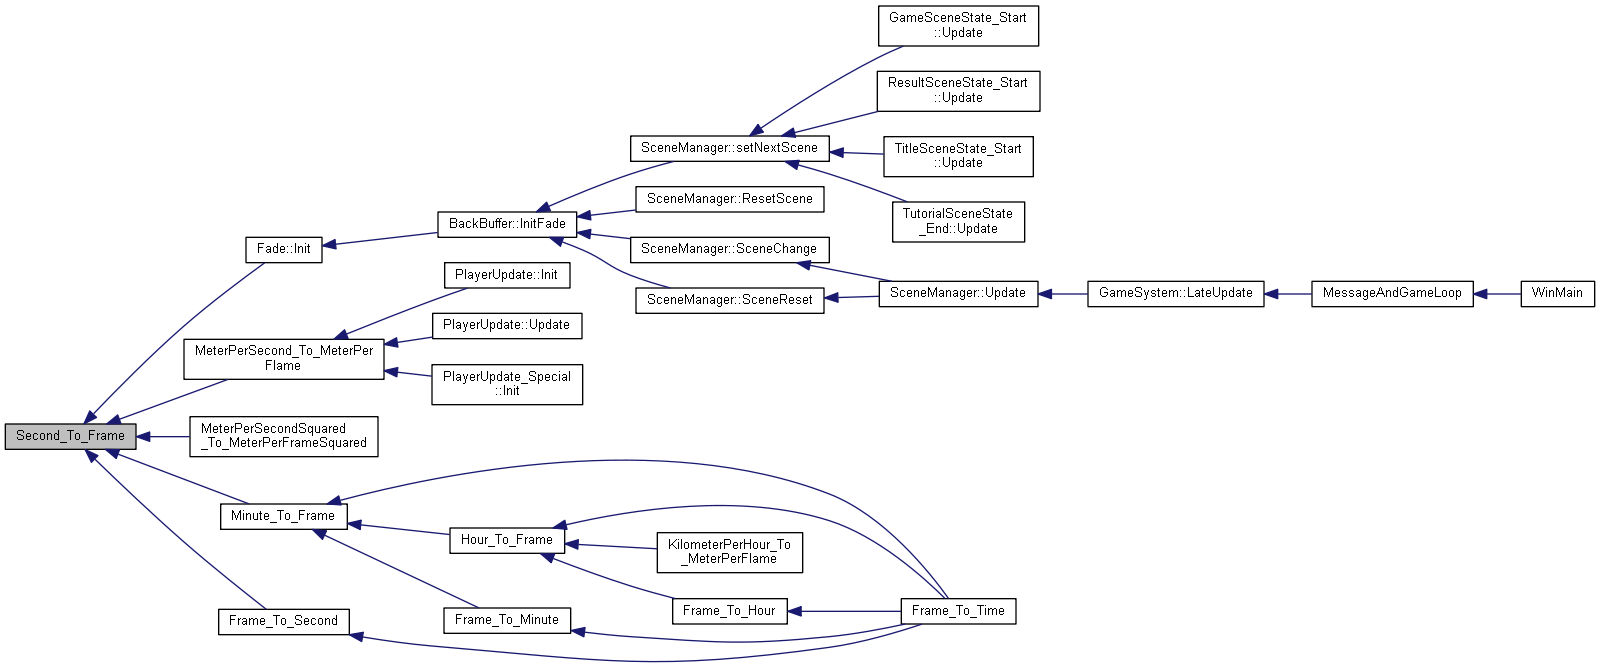 GameSceneState_Start
::Update
ResultSceneState_Start
::Update
SceneManager::setNextScene
TitleSceneState_Start
::Update
SceneManager::ResetScene
TutorialSceneState
_End::Update
BackBuffer::InitFade
Fade::Init
SceneManager::SceneChange
PlayerUpdate::Init
SceneManager::SceneReset
SceneManager::Update
GameSystem::LateUpdate
MessageAndGameLoop
WinMain
PlayerUpdate::Update
MeterPerSecond_To_MeterPer
Flame
PlayerUpdate_Special
::Init
Second_To_Frame
MeterPerSecondSquared
_To_MeterPerFrameSquared
Minute_To_Frame
Hour_To_Frame
KilometerPerHour_To
_MeterPerFlame
Frame_To_Hour
Frame_To_Time
Frame_To_Second
Frame_To_Minute